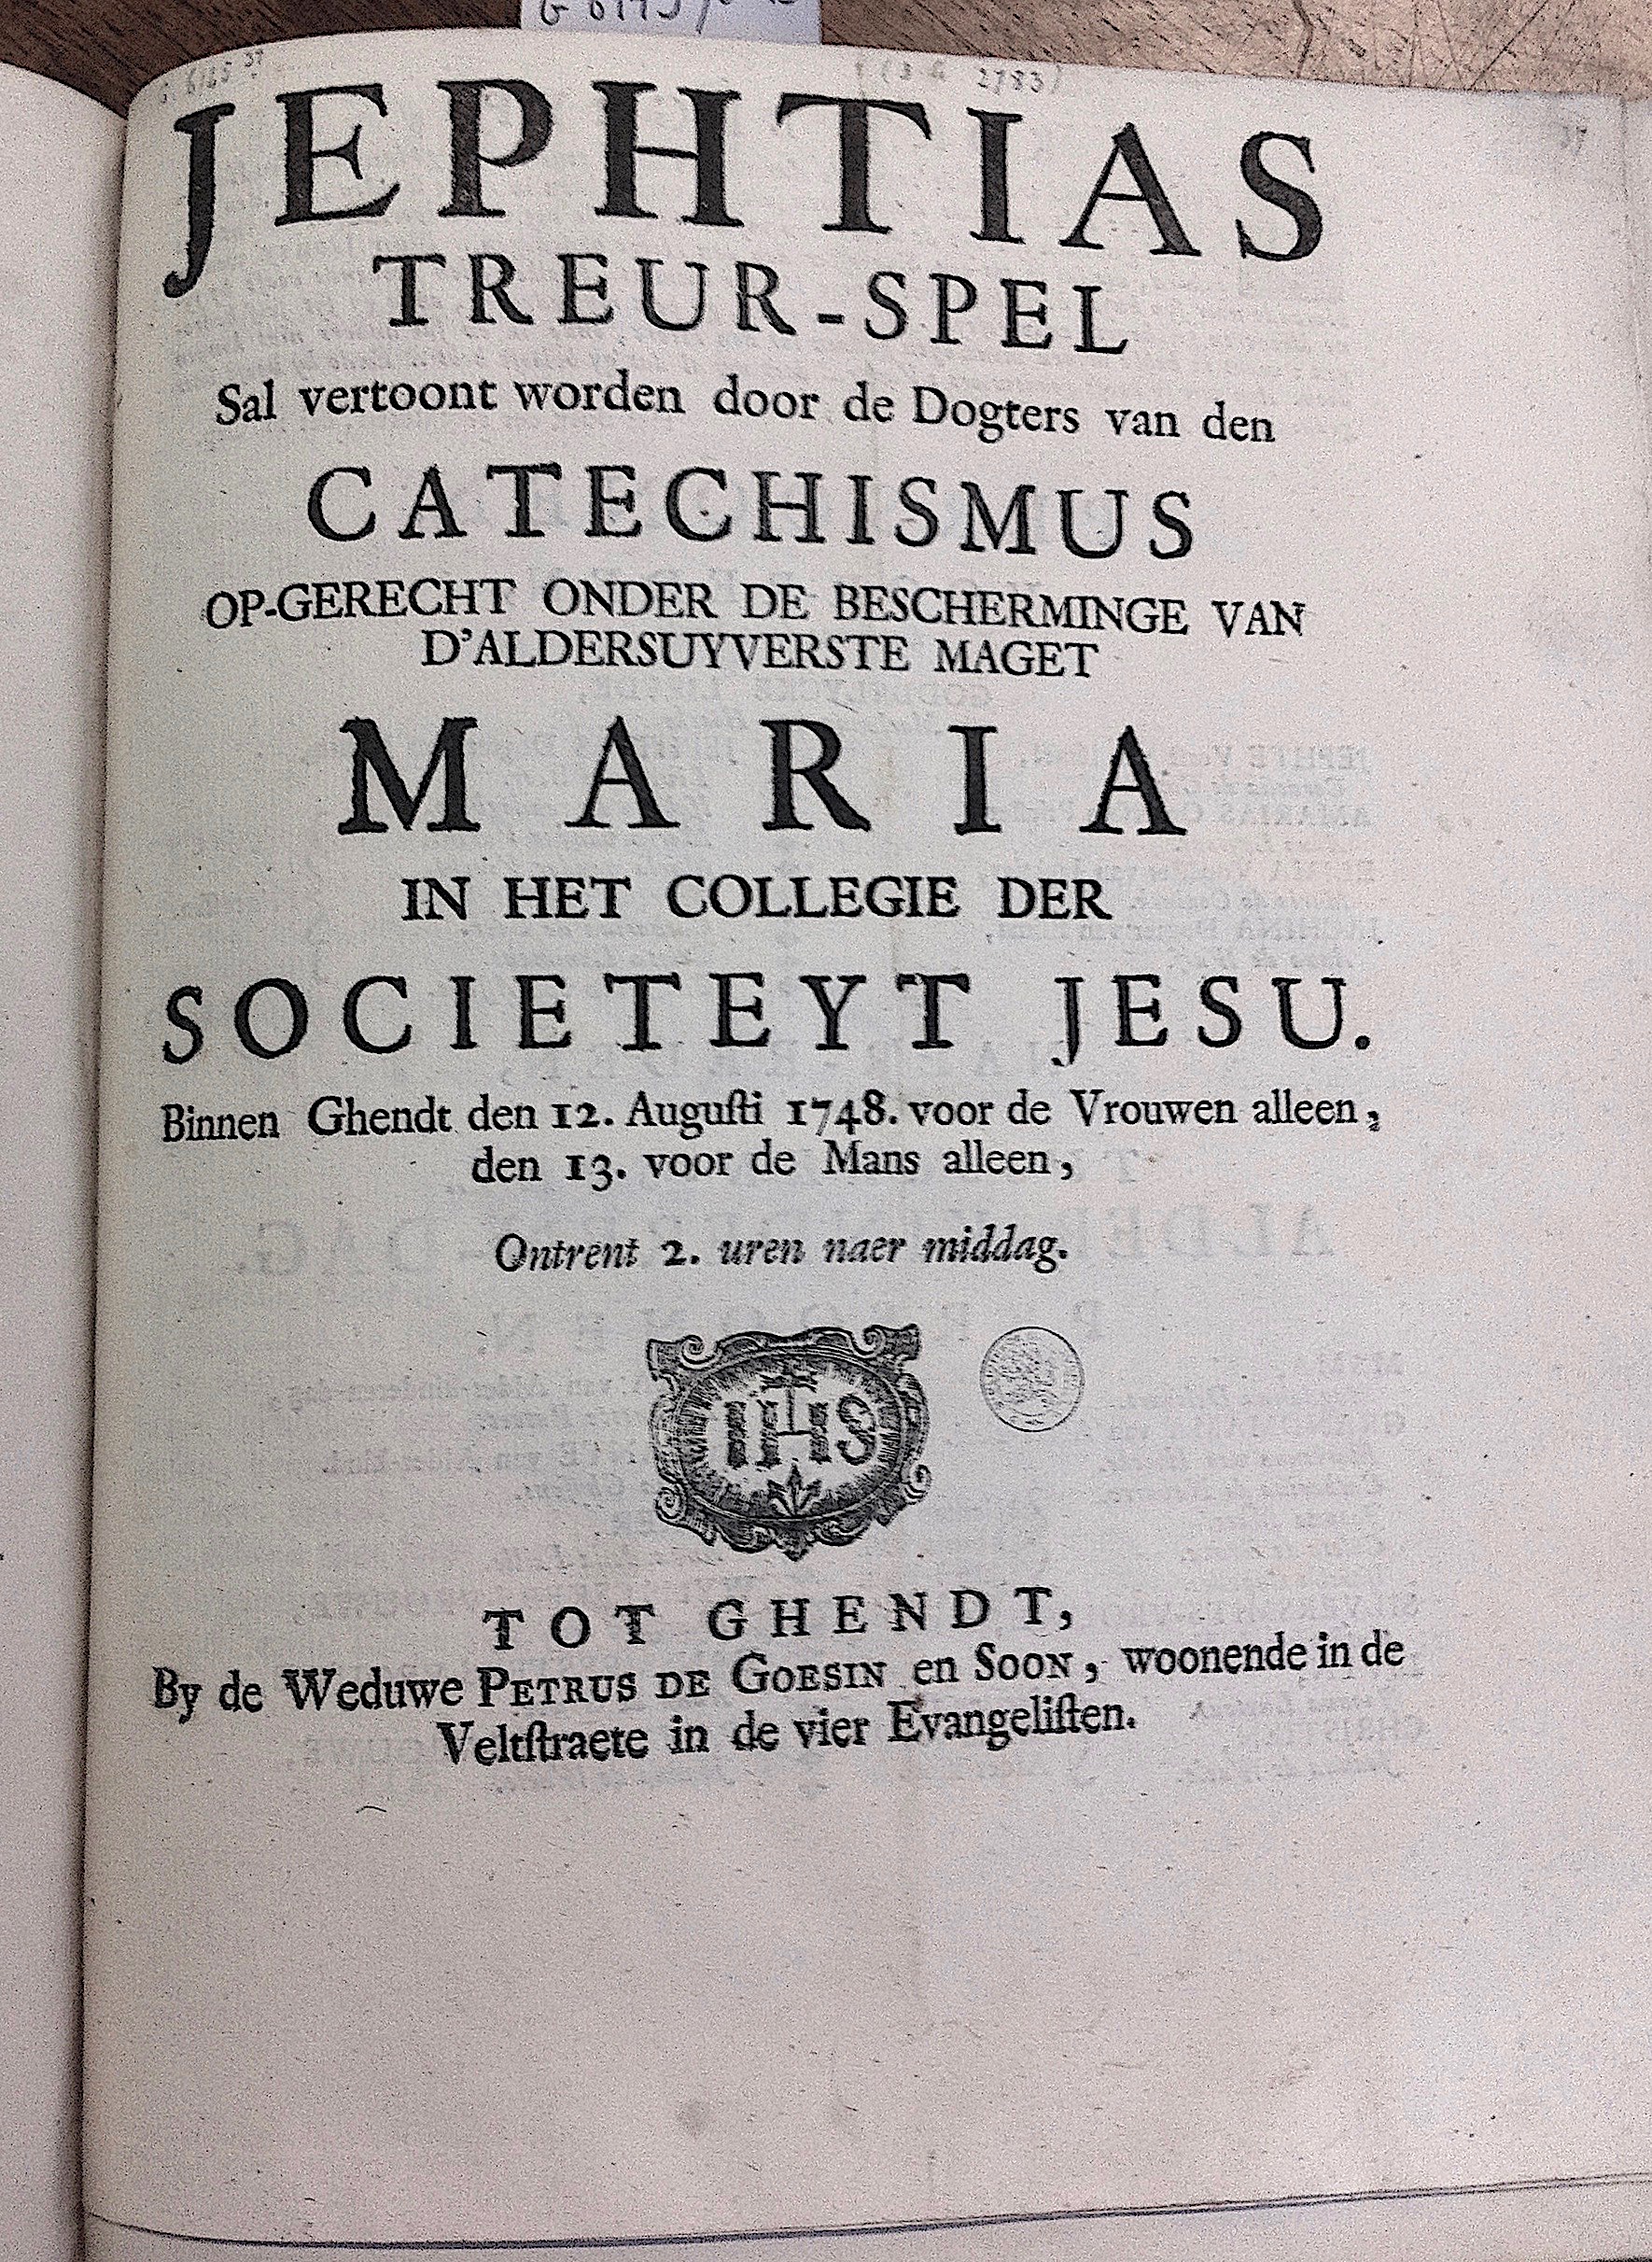 JEPHTIAS
TREUR-SPEL
Sal vertoont worden door de Dogters van den
CATECHISMUS
OP-GERECHT ONDER DE BESCHERMINGE VAN
D'ALDERSUYVERSTE MAGET
MARIA
IN HET COLLEGIE DER
SOCIETEYT JESU.
Binnen Ghendt den 12. Auguſti 1748. voor de Vrouwen alleen,
den 13. voor de Mans alleen,
Ontrent 2. uren naer middag.
IHS
TOT GHENDT,
By de Weduwe PETRUS DE GOESIN en SOON, woonende in de
Veltſtraete in de vier Evangeliſten.